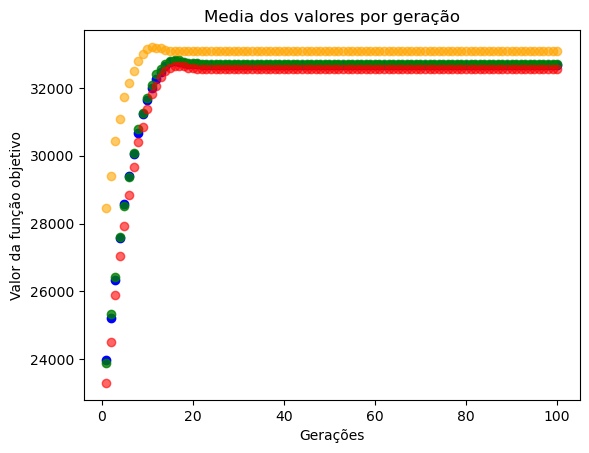 Media dos valores por geração
Valor da função objetivo
32000
30000
28000
26000
24000
0 20 40 60 80 100
Gerações